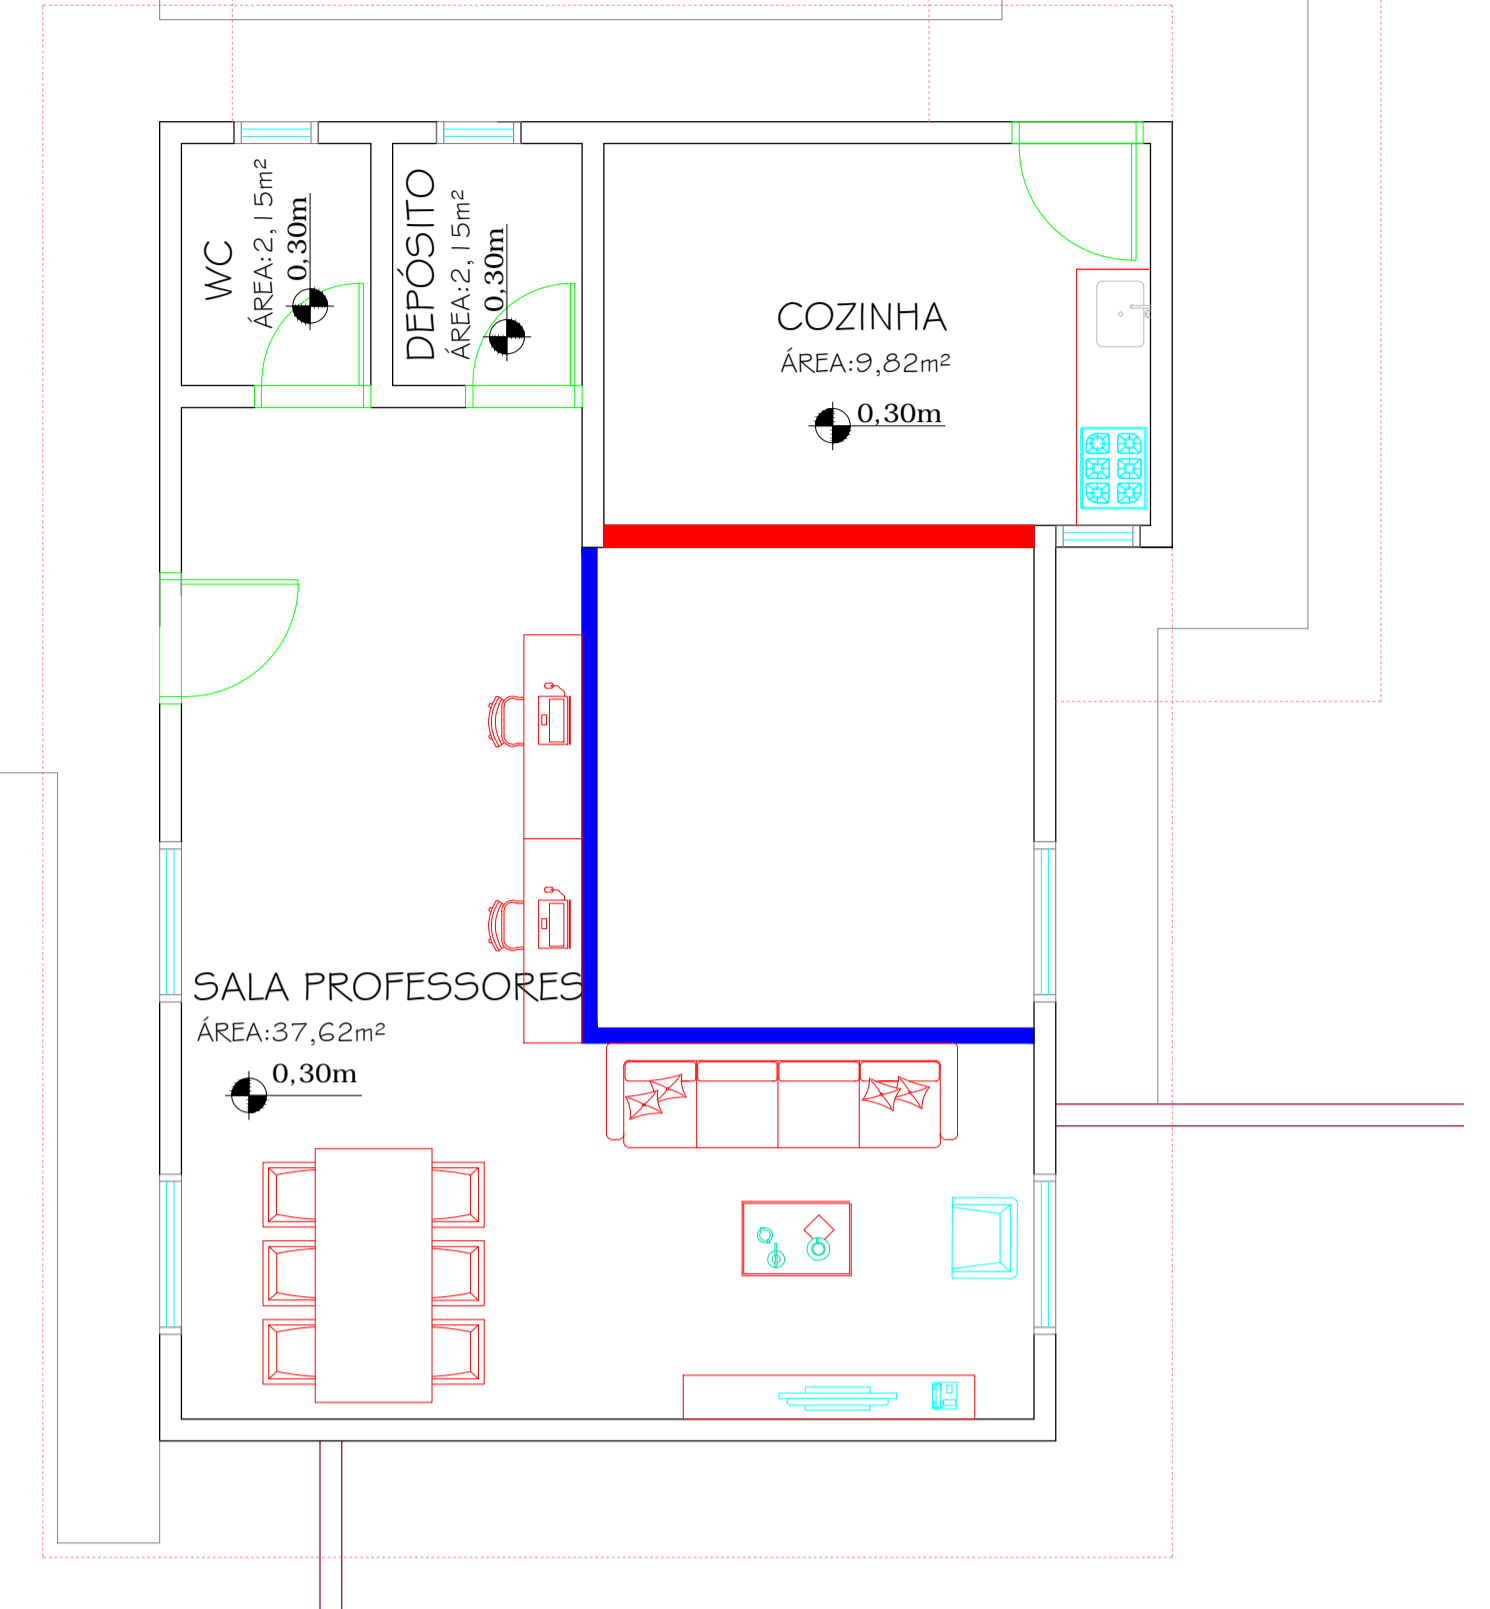 WC
ÁREA:2,15m²
0,30m
DEPÓSITO
ÁREA:2,15m²
0,30m
COZINHA
ÁREA:9,82m²
0,30m
SALA PROFESSORES
ÁREA:37,62m²
0,30m